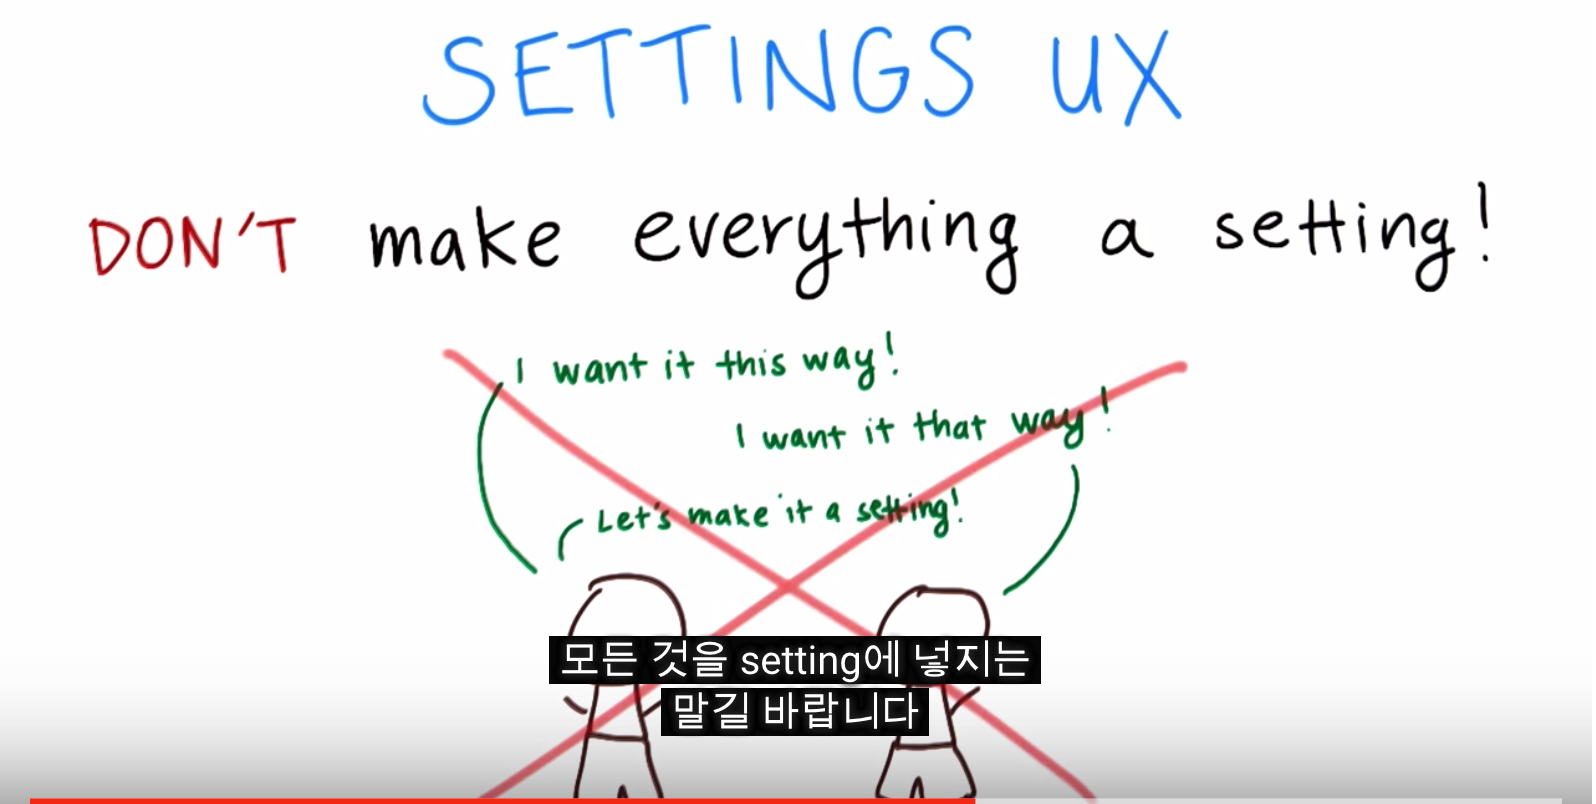 SETTINGS UX
DON'T make everything a setting!
I want it this way!
I want it that way!
Let's make it a setting!
모든 것을 setting에 넣지는
말길 바랍니다